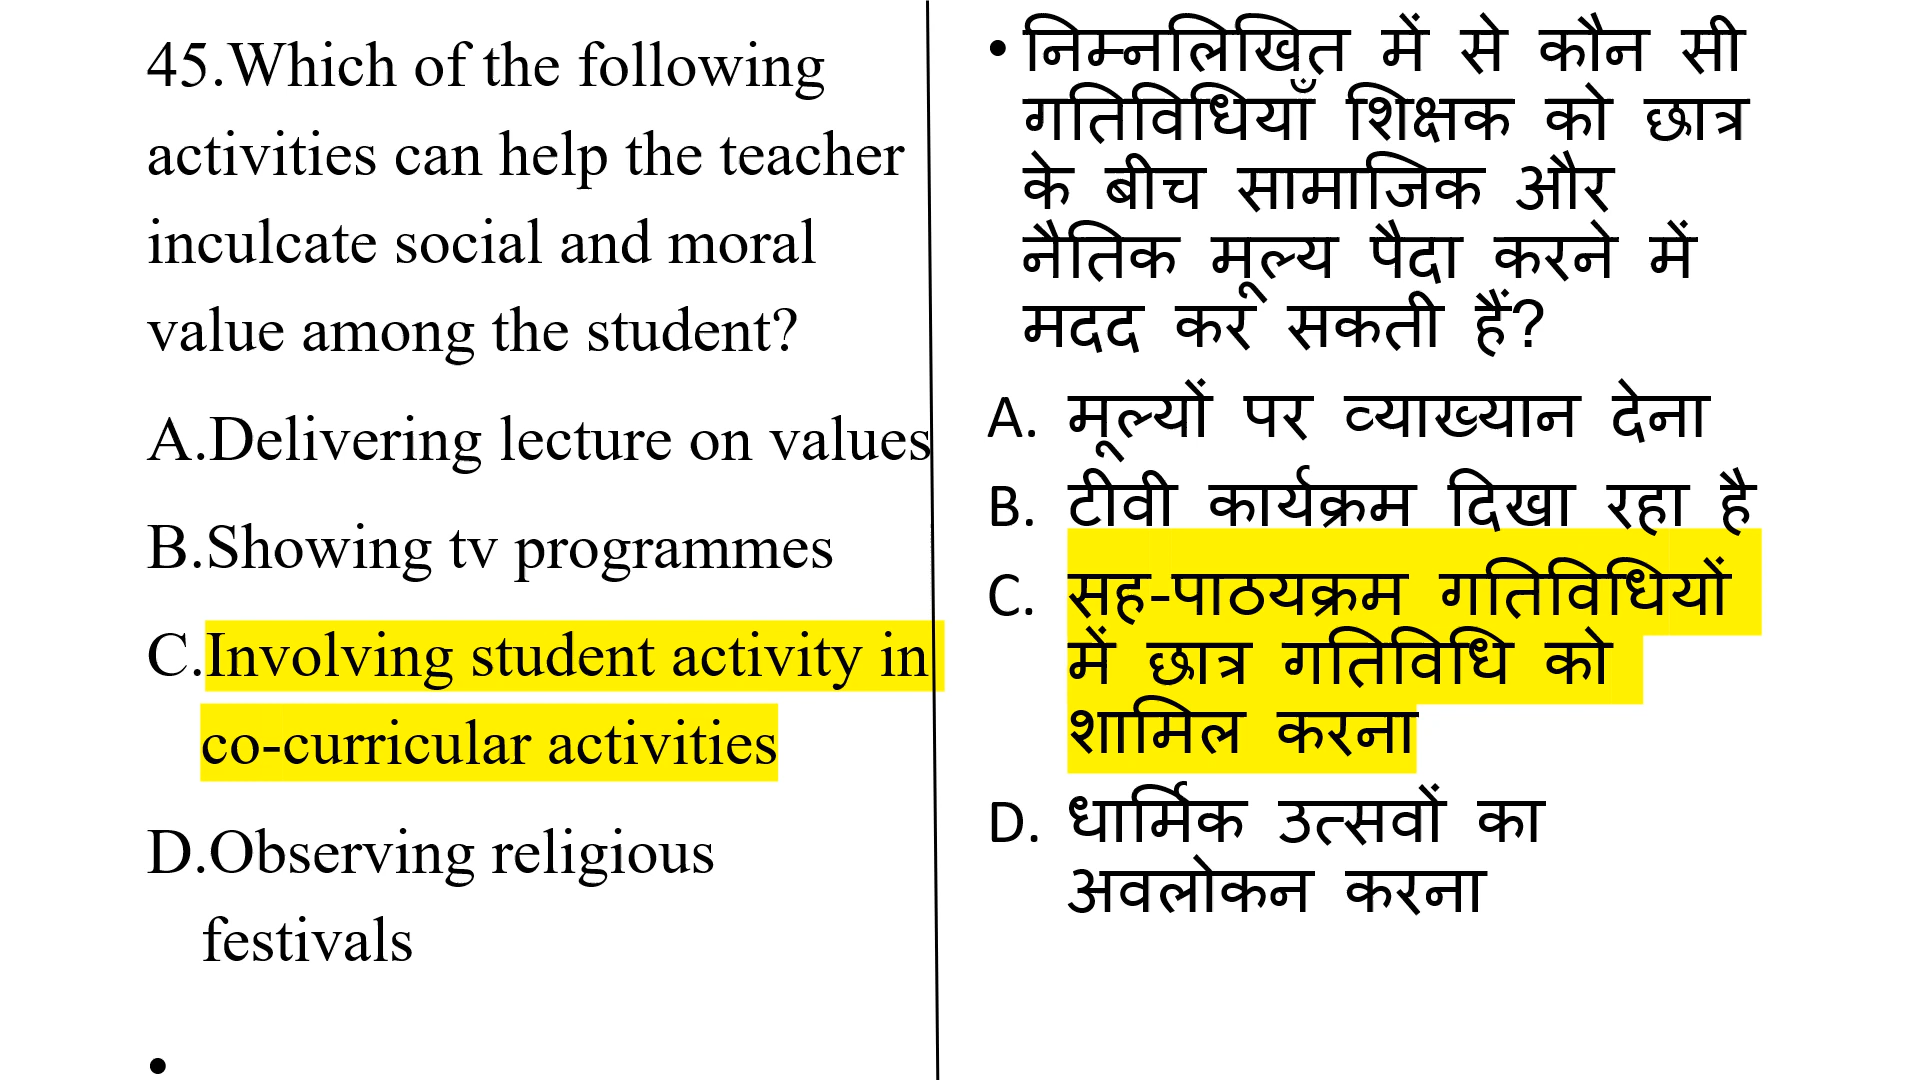 45.Which of the following
activities can help the teacher
inculcate social and moral
value among the student?
A.Delivering lecture on values
B.Showing tv programmes
C.Involving student activity in
co-curricular activities
D.Observing religious
festivals
•
• निम्नलिखित में से कौन सी
गतिविधियाँ शिक्षक को छात्र
के बीच सामाजिक और
नैतिक मूल्य पैदा करने में
मदद कर सकती हैं?
A. मूल्यों पर व्याख्यान देना
B. टीवी कार्यक्रम दिखा रहा है
C. सह-पाठयक्रम गतिविधियों
में छात्र गतिविधि को
शामिल करना
D. धार्मिक उत्सवों का
अवलोकन करना